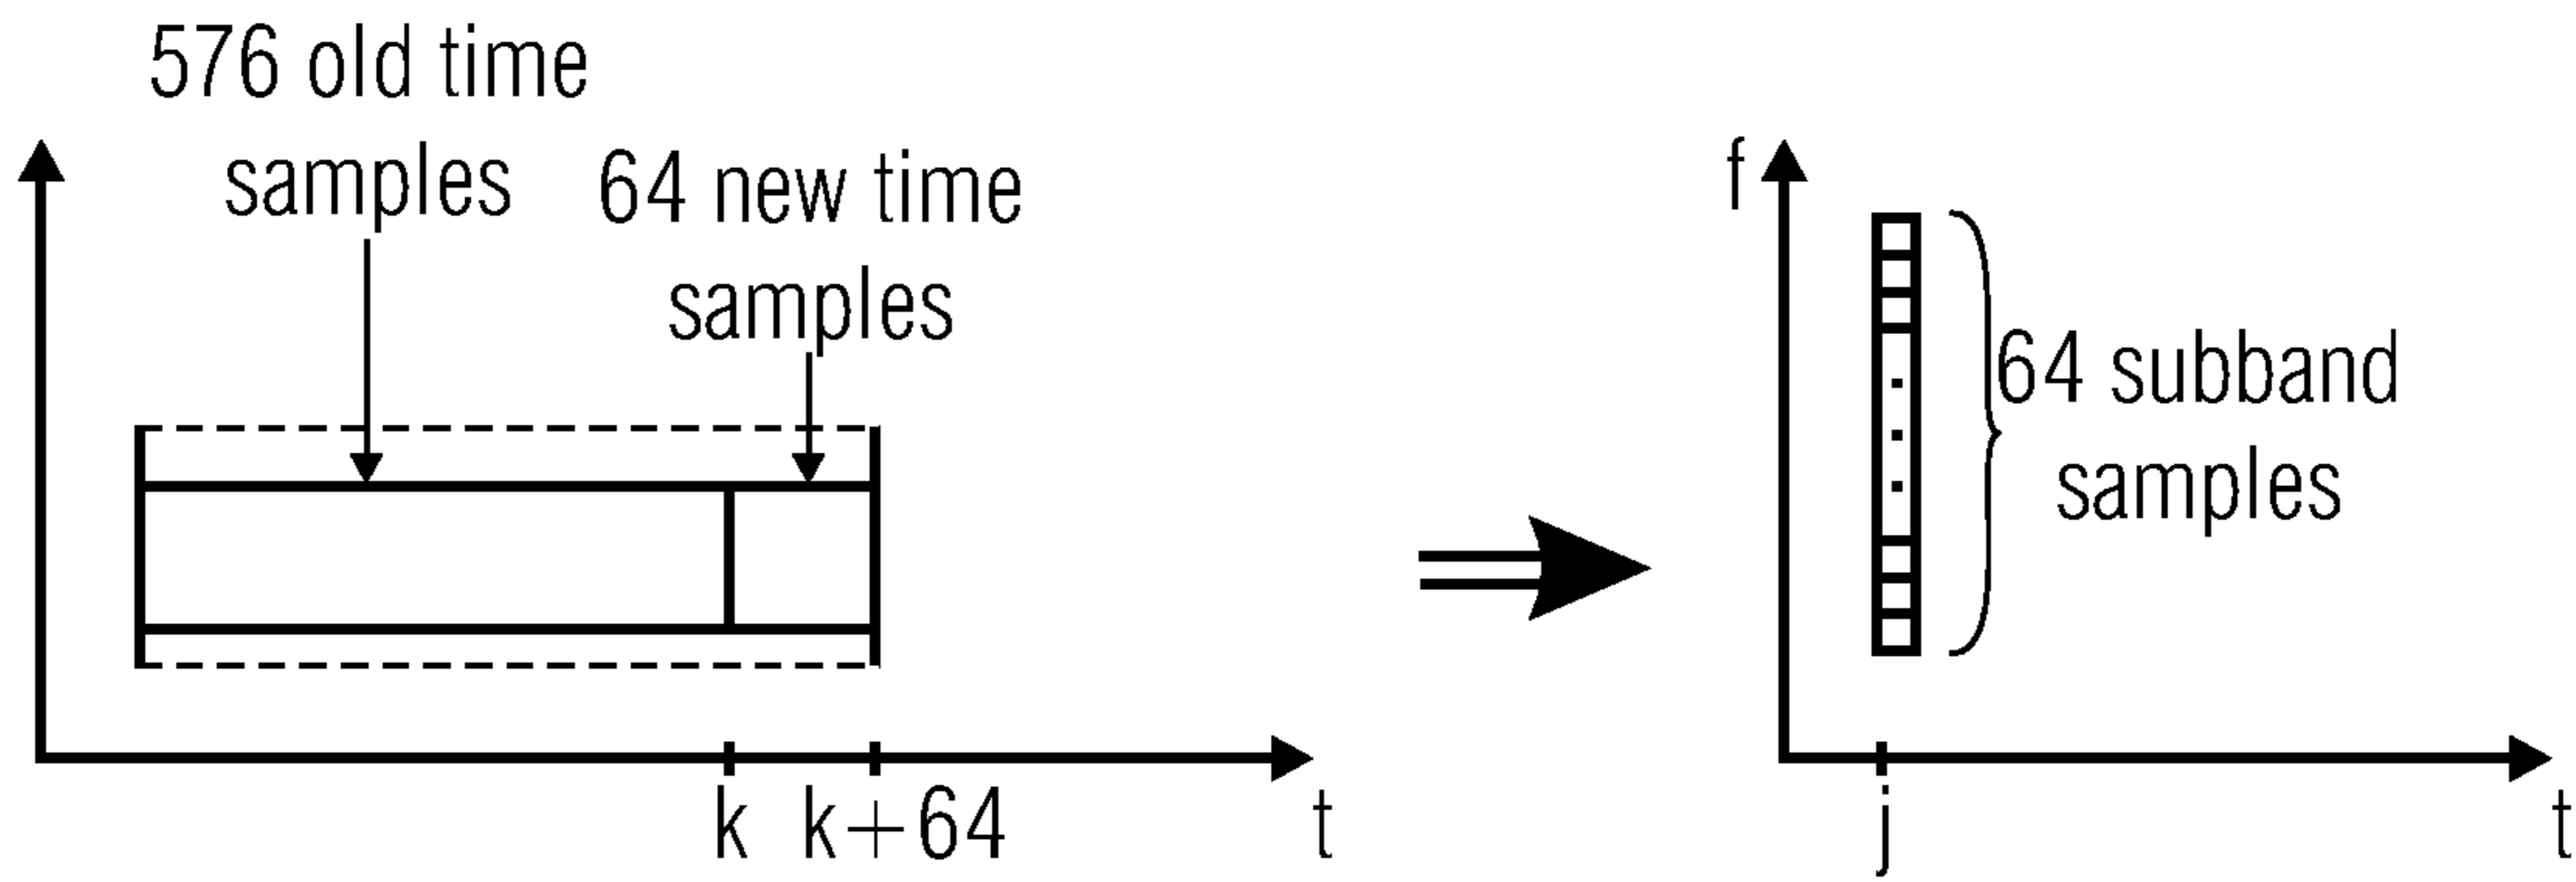 576 old time
samples
64 new time
samples
k
k+64
t
f
64 subband
samples
j
t